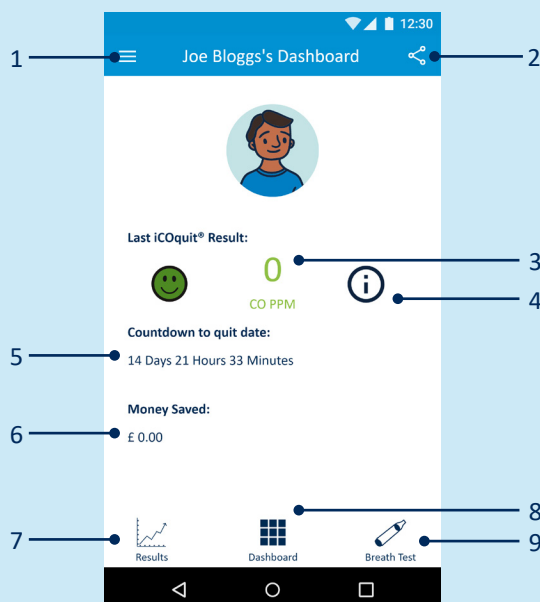 12:30
1
Joe Bloggs's Dashboard
2
Last iCOquit® Result:
0
3
CO PPM
4
Countdown to quit date:
5
14 Days 21 Hours 33 Minutes
Money Saved:
6
£ 0.00
8
7
9
Results Dashboard Breath Test